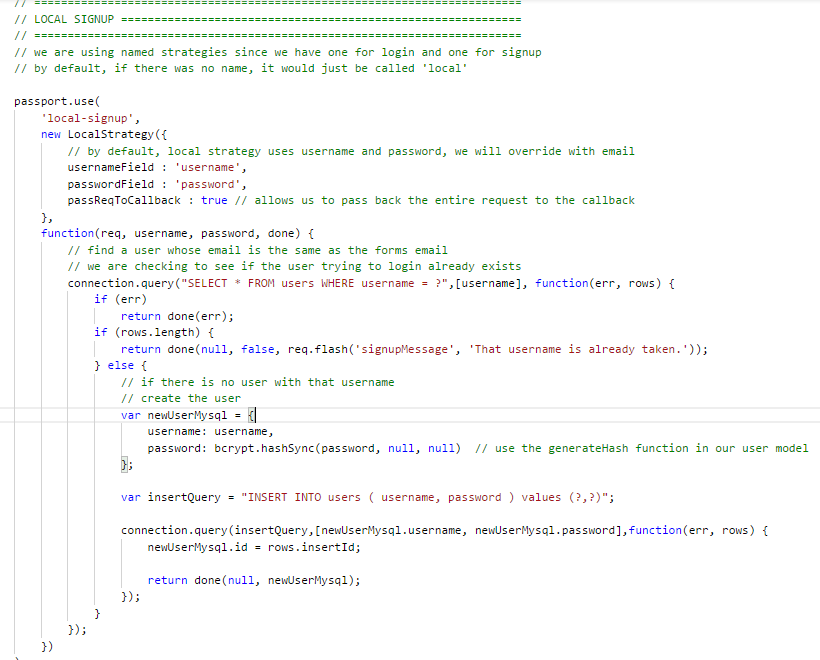 // =========================================================================
// LOCAL SIGNUP ============================================================
// =========================================================================
// we are using named strategies since we have one for login and one for signup
// by default, if there was no name, it would just be called 'local'

passport.use(
    'local-signup',
    new LocalStrategy({
        // by default, local strategy uses username and password, we will override with email
        usernameField : 'username',
        passwordField : 'password',
        passReqToCallback : true // allows us to pass back the entire request to the callback
    },
    function(req, username, password, done) {
        // find a user whose email is the same as the forms email
        // we are checking to see if the user trying to login already exists
        connection.query("SELECT * FROM users WHERE username = ?",[username], function(err, rows) {
            if (err)
                return done(err);
            if (rows.length) {
                return done(null, false, req.flash('signupMessage', 'That username is already taken.'));
            } else {
                // if there is no user with that username
                // create the user
                var newUserMysql = {
                    username: username,
                    password: bcrypt.hashSync(password, null, null)  // use the generateHash function in our user model
                };

                var insertQuery = "INSERT INTO users ( username, password ) values (?,?)";

                connection.query(insertQuery,[newUserMysql.username, newUserMysql.password],function(err, rows) {
                    newUserMysql.id = rows.insertId;

                    return done(null, newUserMysql);
                });
            }
        });
    })